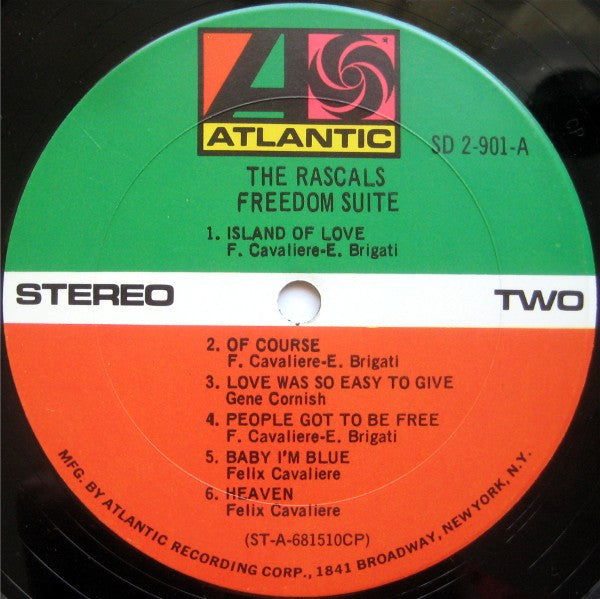 ATLANTIC
SD 2-901-A
THE RASCALS
FREEDOM SUITE
1. ISLAND OF LOVE
F. Cavaliere-E. Brigati
STEREO
TWO
2. OF COURSE
F. Cavaliere-E. Brigati
3. LOVE WAS SO EASY TO GIVE
Gene Cornish
4. PEOPLE GOT TO BE FREE
F. Cavaliere-E. Brigati
5. BABY I'M BLUE
Felix Cavaliere
6. HEAVEN
Felix Cavaliere
(ST-A-681510CP)
MFG. BY ATLANTIC RECORDING CORP., 1841 BROADWAY, NEW YORK, N.Y.